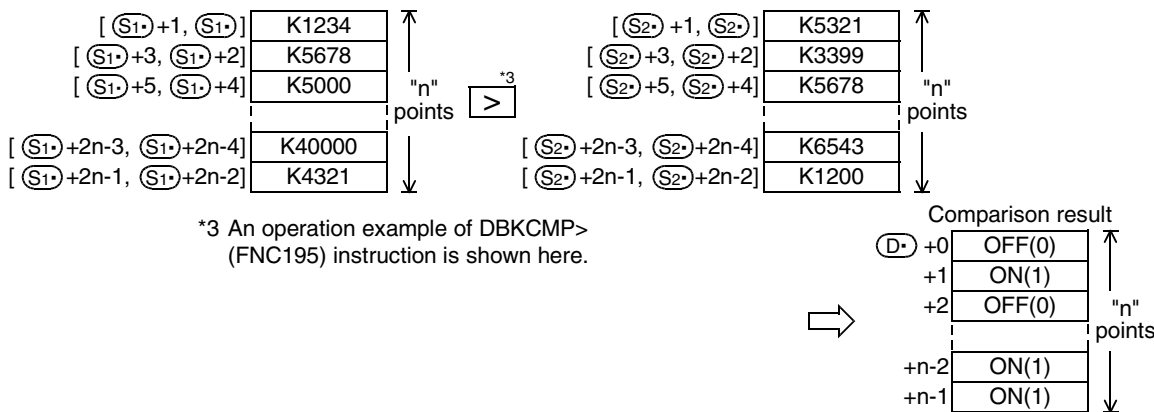 [ (S1·)+1, (S1·)] K1234
[ (S1·)+3, (S1·)+2] K5678
[ (S1·)+5, (S1·)+4] K5000
[ (S1·)+2n-3, (S1·)+2n-4] K40000
[ (S1·)+2n-1, (S1·)+2n-2] K4321
"n"
points
*3
>
[(S2·) +1, (S2·)] K5321
[ (S2·)+3, (S2·)+2] K3399
[ (S2·)+5, (S2·)+4] K5678
[ (S2·)+2n-3, (S2·)+2n-4] K6543
[ (S2·)+2n-1, (S2·)+2n-2] K1200
"n"
points
*3 An operation example of DBKCMP>
(FNC195) instruction is shown here.
Comparison result
(D·) +0 OFF(0)
+1 ON(1)
+2 OFF(0)
+n-2 ON(1)
+n-1 ON(1)
"n"
points